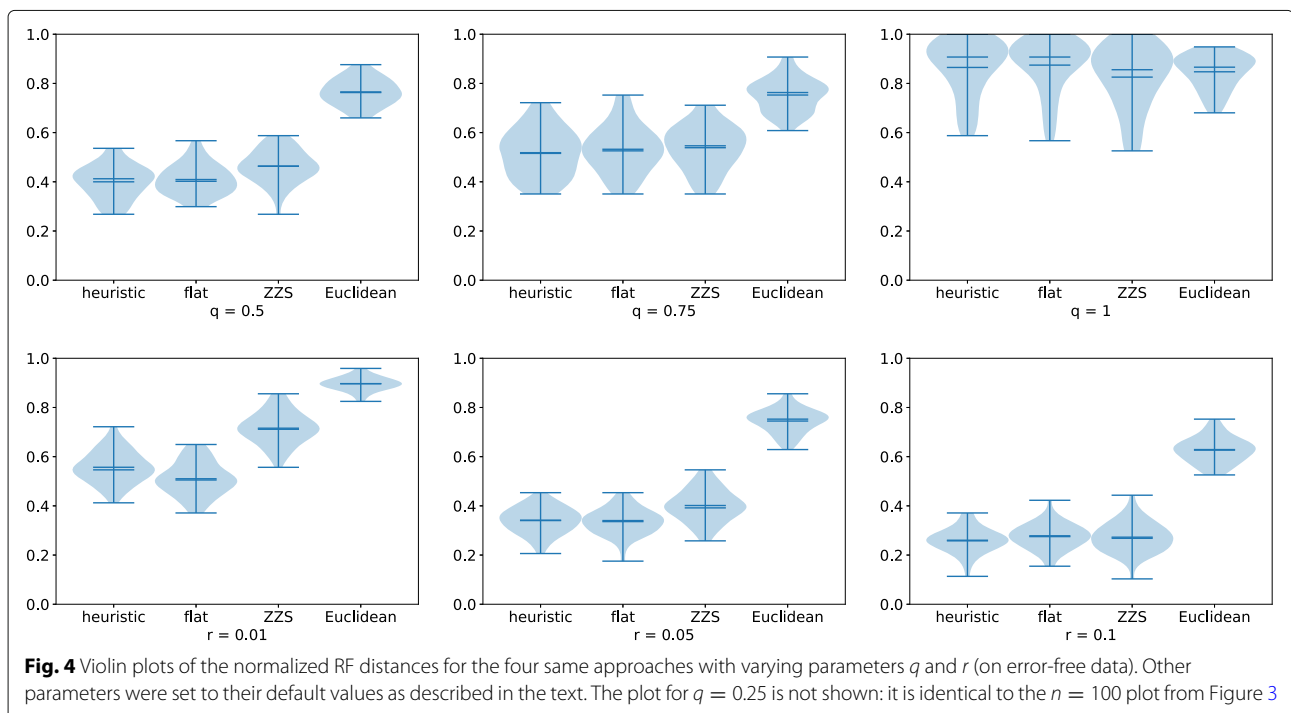 1.0
0.8
0.6
0.4
0.2
0.0
heuristic flat ZZS Euclidean
q = 0.5
1.0
0.8
0.6
0.4
0.2
0.0
heuristic flat ZZS Euclidean
q = 0.75
1.0
0.8
0.6
0.4
0.2
0.0
heuristic flat ZZS Euclidean
q = 1
1.0
0.8
0.6
0.4
0.2
0.0
heuristic flat ZZS Euclidean
r = 0.01
1.0
0.8
0.6
0.4
0.2
0.0
heuristic flat ZZS Euclidean
r = 0.05
1.0
0.8
0.6
0.4
0.2
0.0
heuristic flat ZZS Euclidean
r = 0.1
Fig. 4 Violin plots of the normalized RF distances for the four same approaches with varying parameters q and r (on error-free data). Other
parameters were set to their default values as described in the text. The plot for q = 0.25 is not shown: it is identical to the n = 100 plot from Figure 3